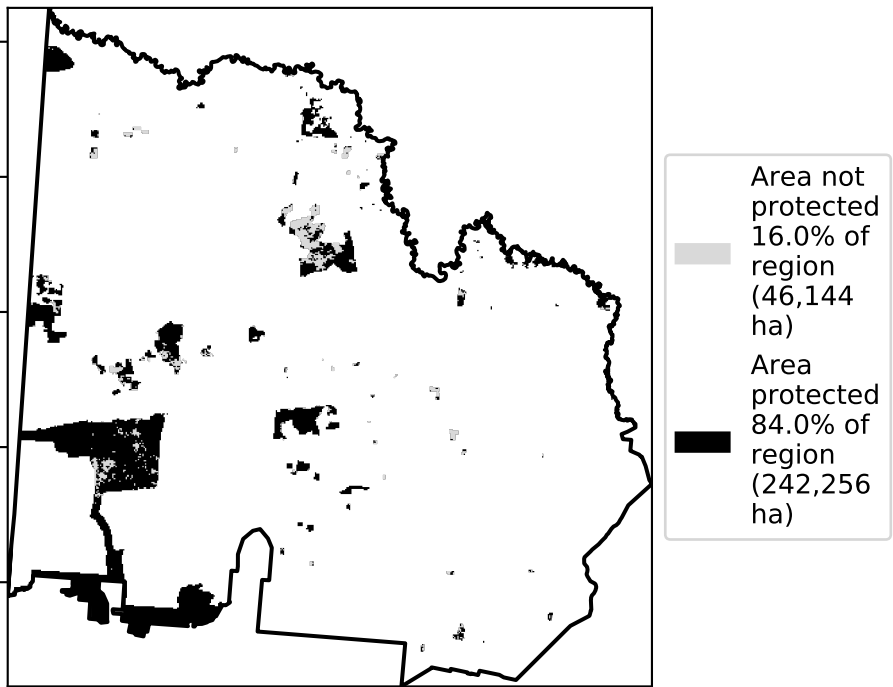 Area not
protected
16.0% of
region
(46,144
ha)
Area
protected
84.0% of
region
(242,256
ha)